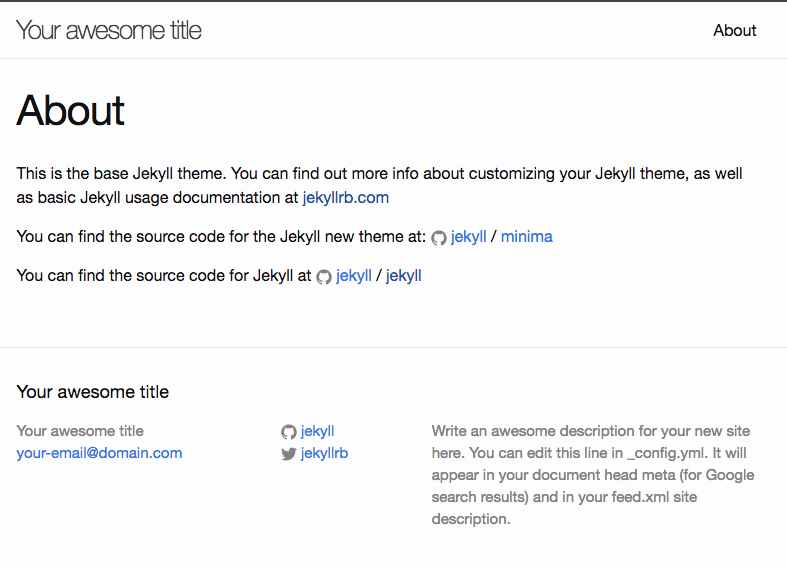 Your awesome title
About
About
This is the base Jekyll theme. You can find out more info about customizing your Jekyll theme, as well
as basic Jekyll usage documentation at jekyllrb.com
You can find the source code for the Jekyll new theme at: jekyll / minima
You can find the source code for Jekyll at jekyll / jekyll
Your awesome title
Your awesome title
your-email@domain.com
jekyll
jekyllrb
Write an awesome description for your new site
here. You can edit this line in _config.yml. It will
appear in your document head meta (for Google
search results) and in your feed.xml site
description.